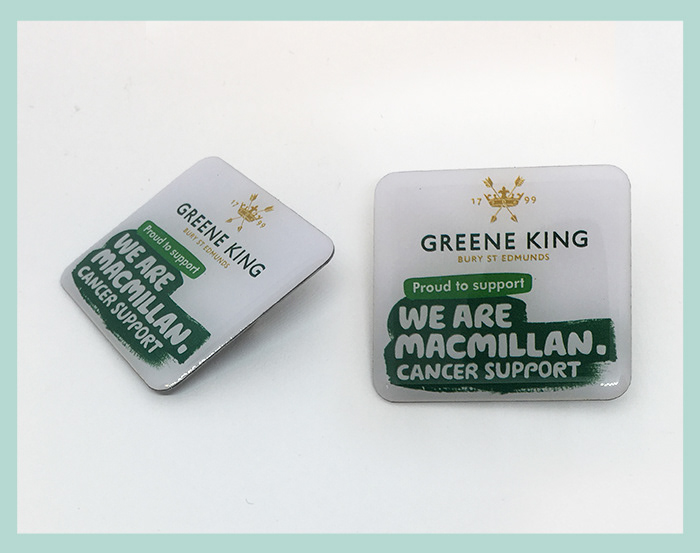 17 99
GREENE KING
BURY ST EDMUNDS
Proud to support
WE ARE
MACMILLAN.
CANCER SUPPORT
17 99
GREENE KING
BURY ST EDMUNDS
Proud to support
WE ARE
MACMILLAN.
CANCER SUPPORT